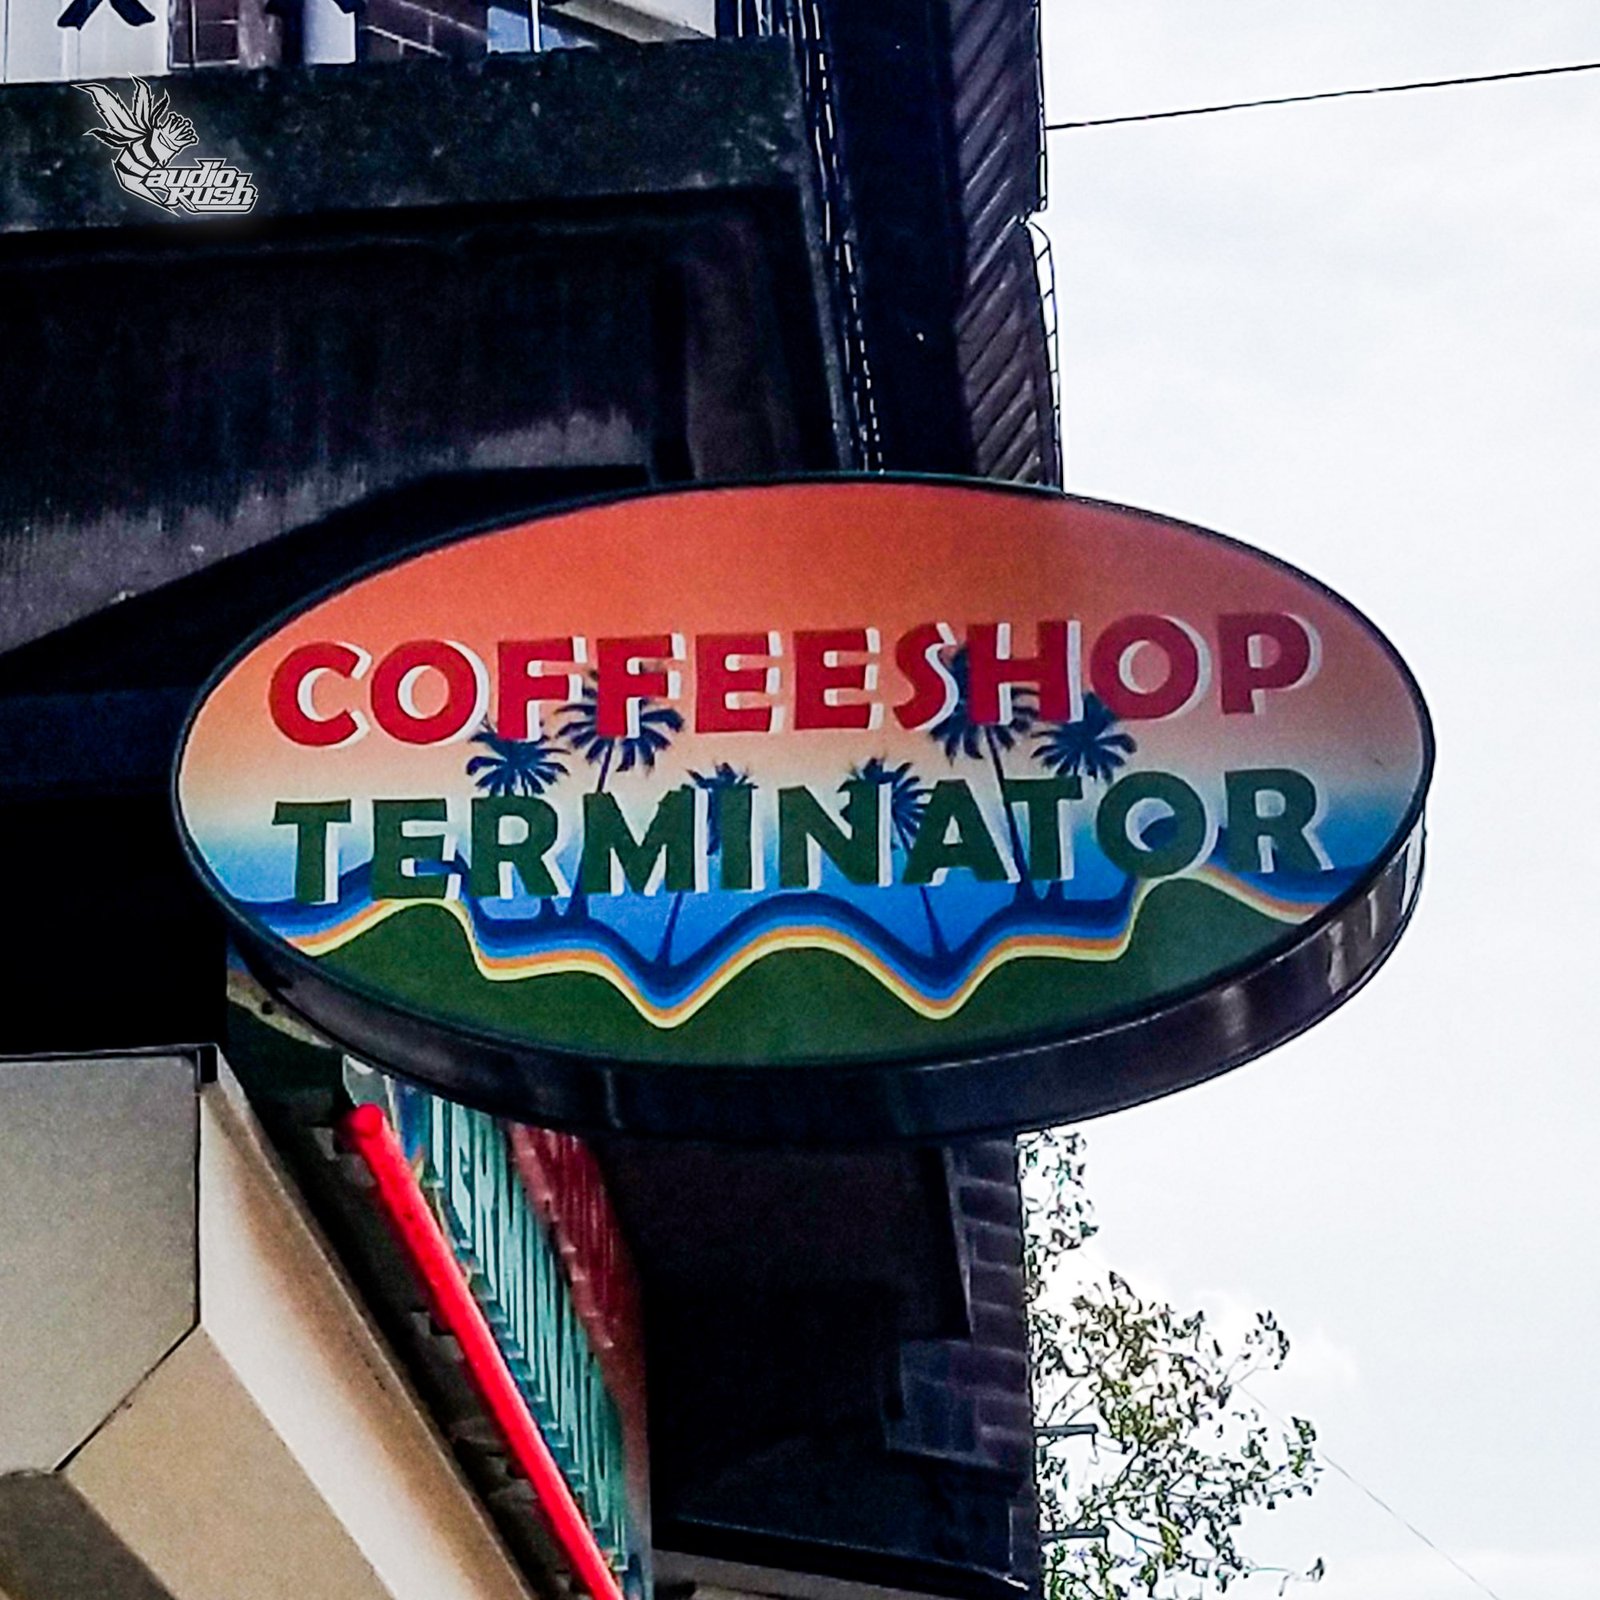 audio
kush
COFFEESHOP
TERMINATOR